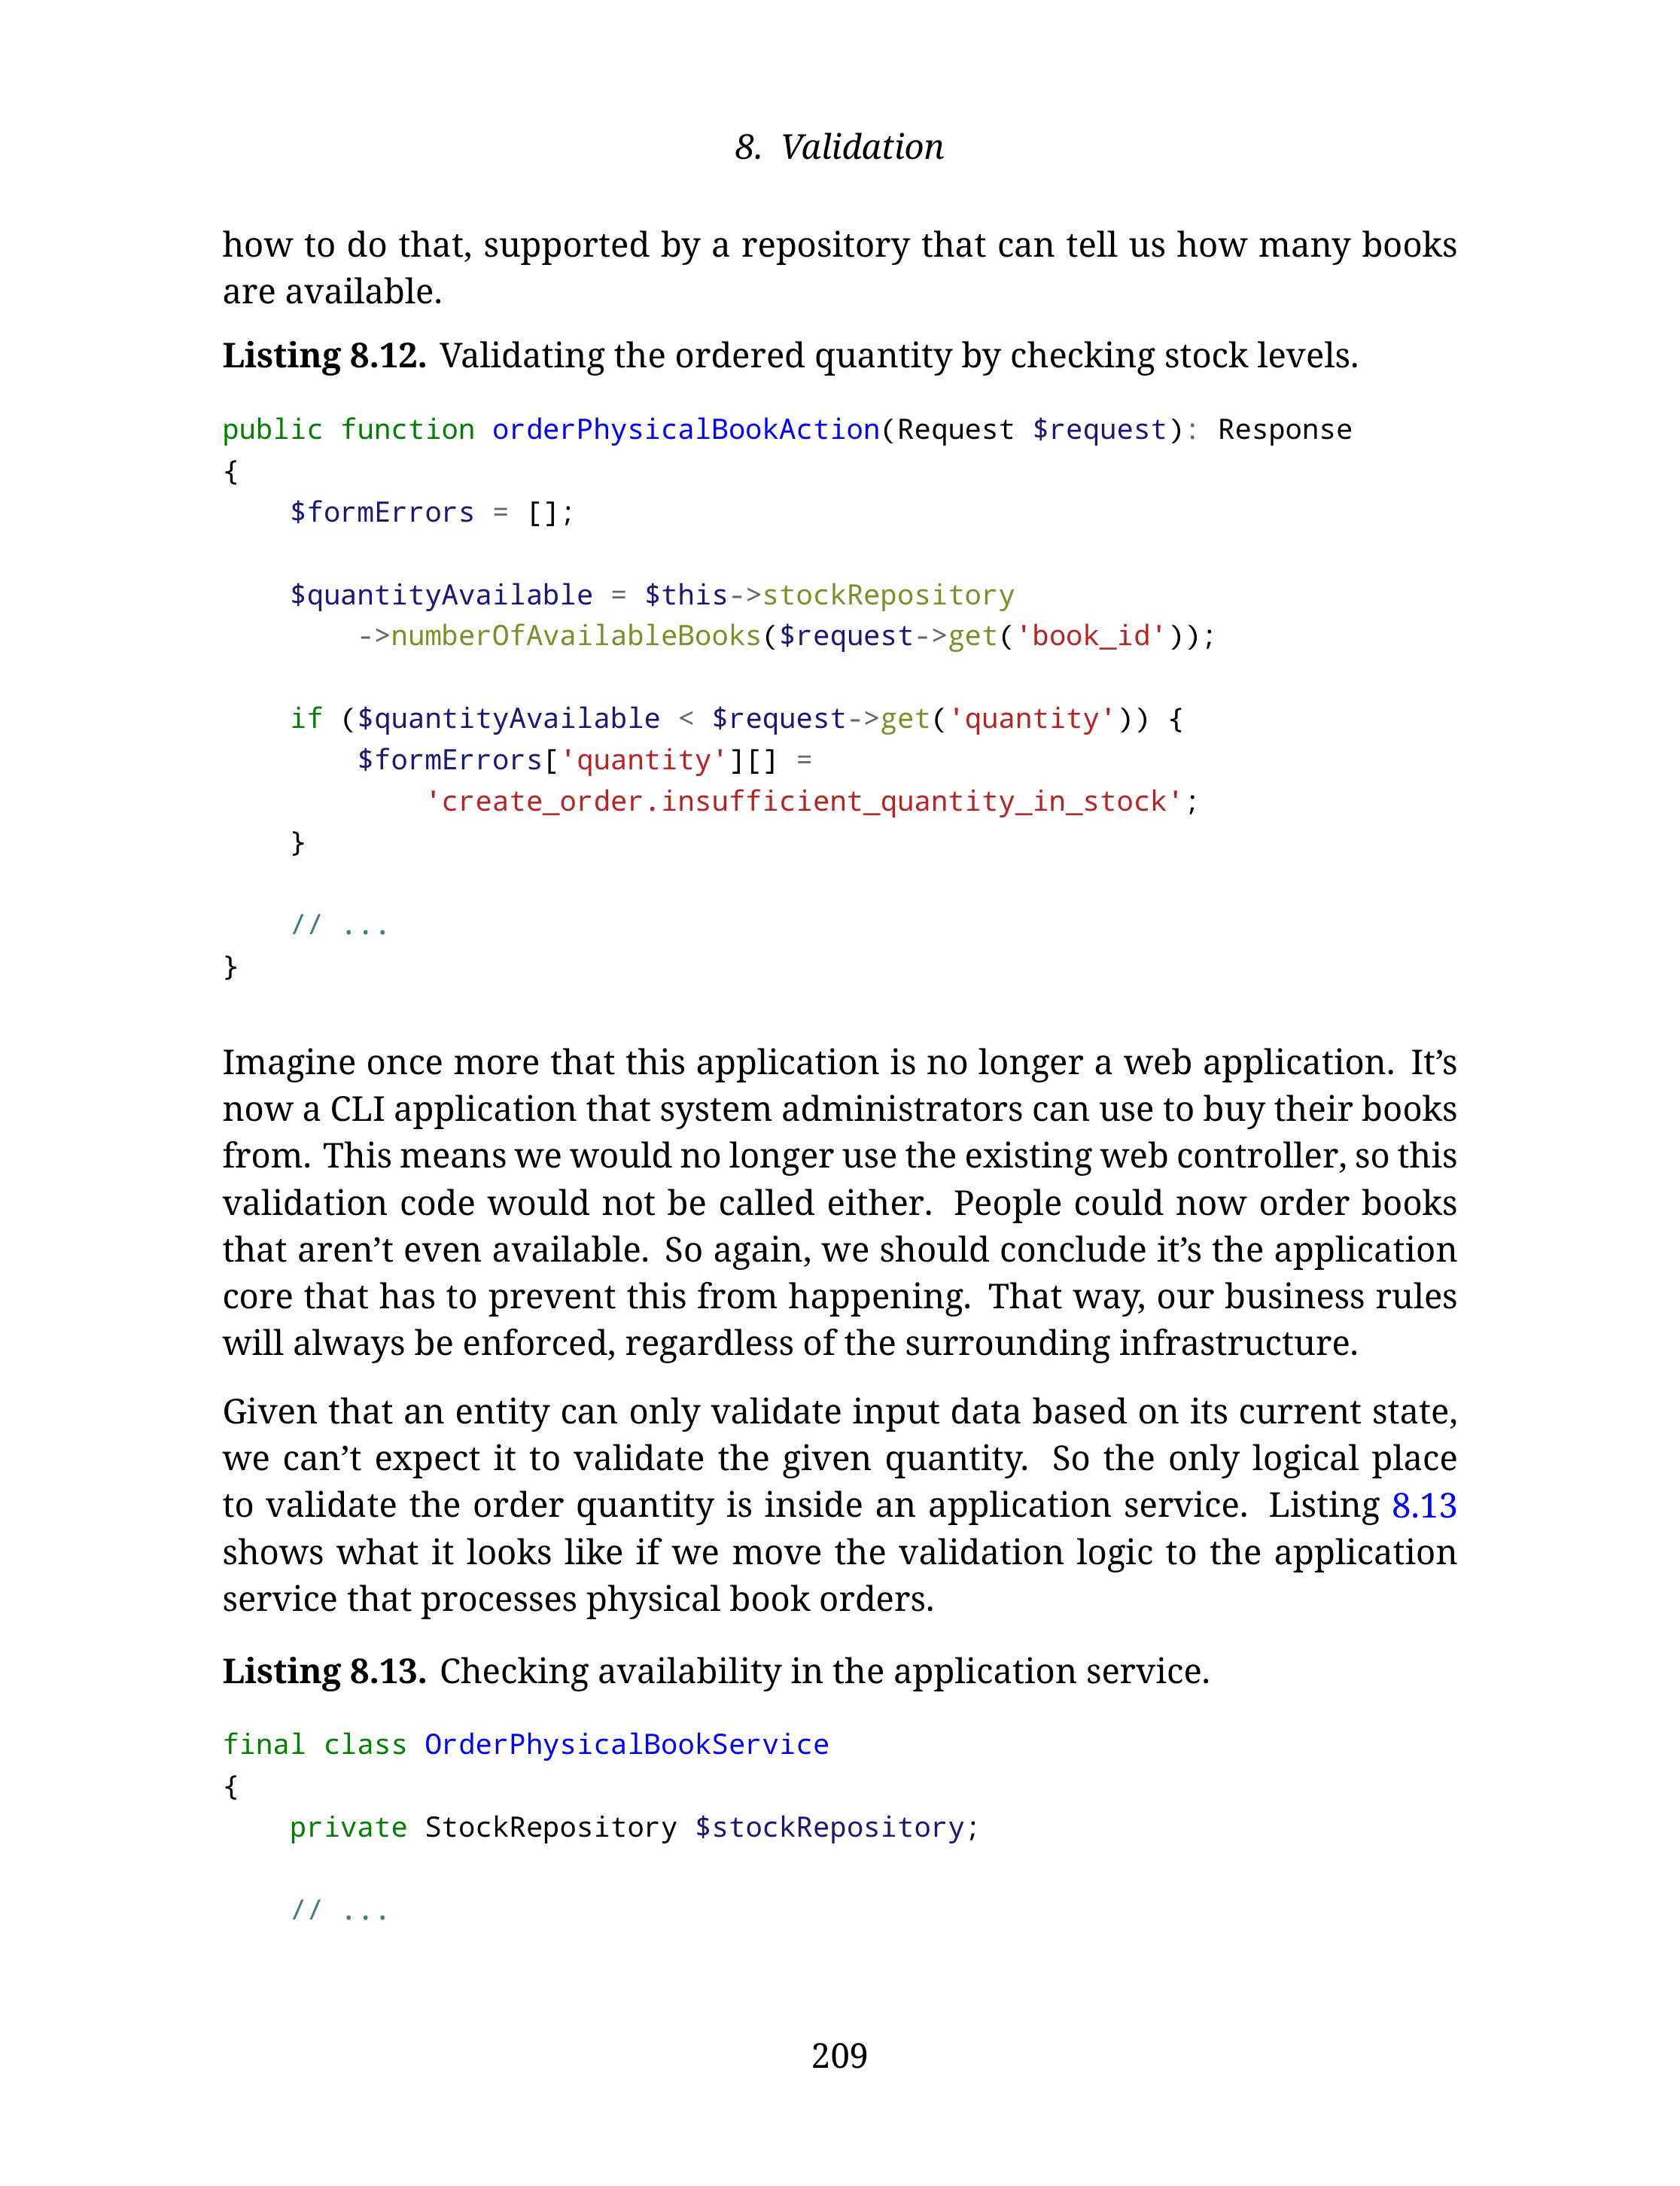 8. Validation
how to do that, supported by a repository that can tell us how many books
are available.
Listing 8.12. Validating the ordered quantity by checking stock levels.
public function orderPhysicalBookAction(Request $request): Response
{
    $formErrors = [];

    $quantityAvailable = $this->stockRepository
        ->numberOfAvailableBooks($request->get('book_id'));

    if ($quantityAvailable < $request->get('quantity')) {
        $formErrors['quantity'][] =
            'create_order.insufficient_quantity_in_stock';
    }

    // ...
}
Imagine once more that this application is no longer a web application. It’s
now a CLI application that system administrators can use to buy their books
from. This means we would no longer use the existing web controller, so this
validation code would not be called either. People could now order books
that aren’t even available. So again, we should conclude it’s the application
core that has to prevent this from happening. That way, our business rules
will always be enforced, regardless of the surrounding infrastructure.
Given that an entity can only validate input data based on its current state,
we can’t expect it to validate the given quantity. So the only logical place
to validate the order quantity is inside an application service. Listing 8.13
shows what it looks like if we move the validation logic to the application
service that processes physical book orders.
Listing 8.13. Checking availability in the application service.
final class OrderPhysicalBookService
{
    private StockRepository $stockRepository;

    // ...
209